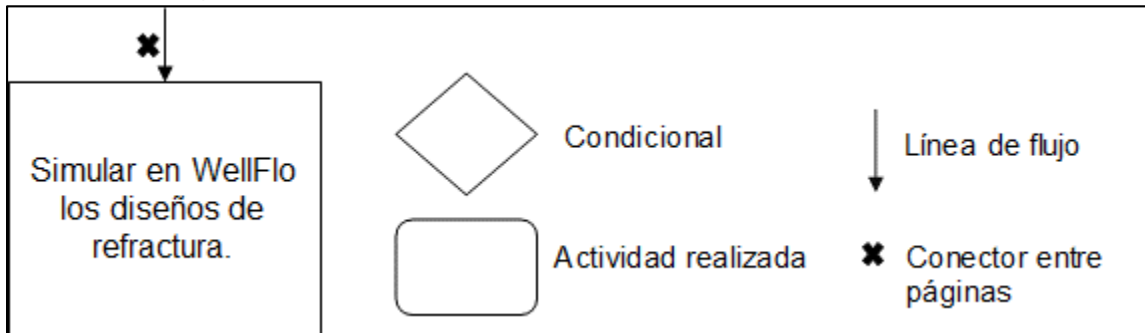 Simular en WellFlo
los diseños de
refractura.
Condicional
Actividad realizada
Línea de flujo
Conector entre
páginas